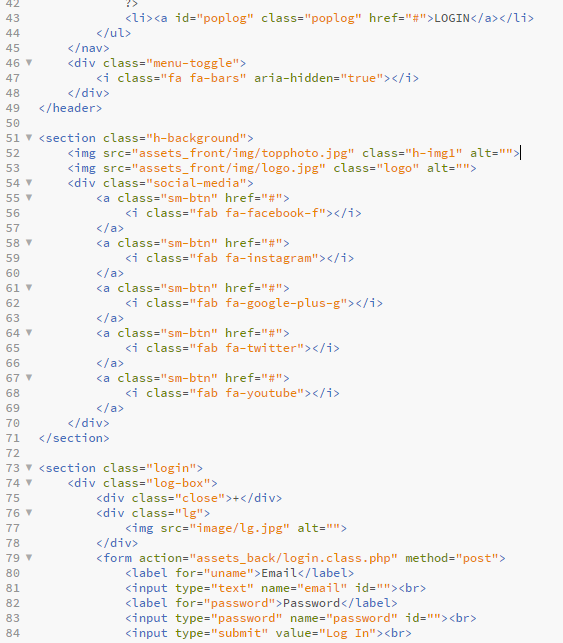 42 ?>
43 <li><a id="poplog" class="poplog" href="#">LOGIN</a></li>
44 </ul>
45 </nav>
46 <div class="menu-toggle">
47 <i class="fa fa-bars" aria-hidden="true"></i>
48 </div>
49 </header>
50
51 <section class="h-background">
52 <img src="assets_front/img/topphoto.jpg" class="h-img1" alt="">
53 <img src="assets_front/img/logo.jpg" class="logo" alt="">
54 <div class="social-media">
55 <a class="sm-btn" href="#">
56 <i class="fab fa-facebook-f"></i>
57 </a>
58 <a class="sm-btn" href="#">
59 <i class="fab fa-instagram"></i>
60 </a>
61 <a class="sm-btn" href="#">
62 <i class="fab fa-google-plus-g"></i>
63 </a>
64 <a class="sm-btn" href="#">
65 <i class="fab fa-twitter"></i>
66 </a>
67 <a class="sm-btn" href="#">
68 <i class="fab fa-youtube"></i>
69 </a>
70 </div>
71 </section>
72
73 <section class="login">
74 <div class="log-box">
75 <div class="close">+</div>
76 <div class="lg">
77 <img src="image/lg.jpg" alt="">
78 </div>
79 <form action="assets_back/login.class.php" method="post">
80 <label for="uname">Email</label>
81 <input type="text" name="email" id=""><br>
82 <label for="password">Password</label>
83 <input type="password" name="password" id=""><br>
84 <input type="submit" value="Log In"><br>